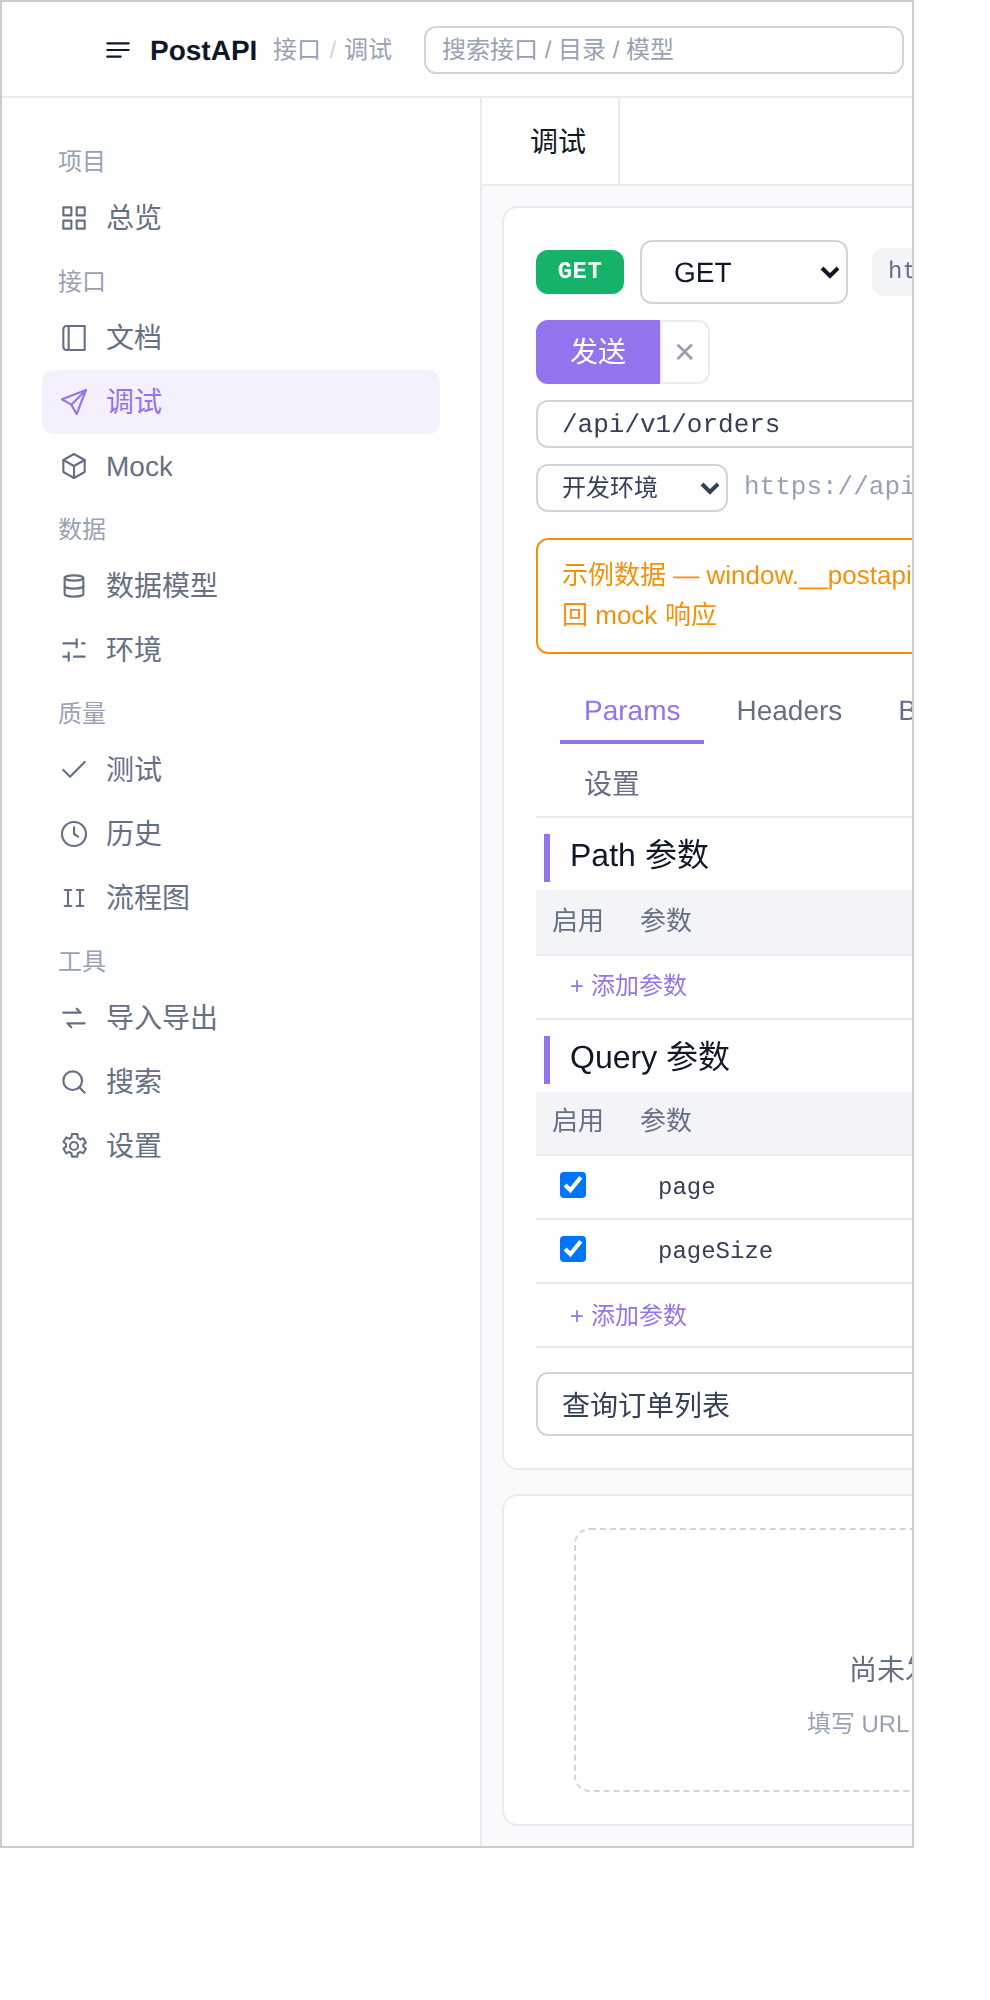 PostAPI 接口 / 调试 搜索接口 / 目录 / 模型
项目
总览
接口
文档
调试
Mock
数据
数据模型
环境
质量
测试
历史
流程图
工具
导入导出
搜索
设置
调试
GET GET ht
发送 ✕
/api/v1/orders
开发环境 https://api
示例数据 — window.__postapi
回 mock 响应
Params Headers B
设置
Path 参数
启用 参数
+ 添加参数
Query 参数
启用 参数
page
pageSize
+ 添加参数
查询订单列表
尚未
填写 URL